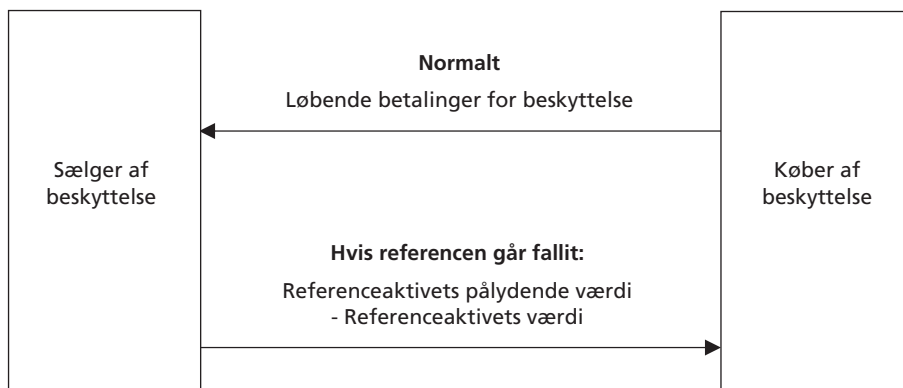 Normalt
Løbende betalinger for beskyttelse
Sælger af
beskyttelse
Køber af
beskyttelse
Hvis referencen går fallit:
Referenceaktivets pålydende værdi
- Referenceaktivets værdi